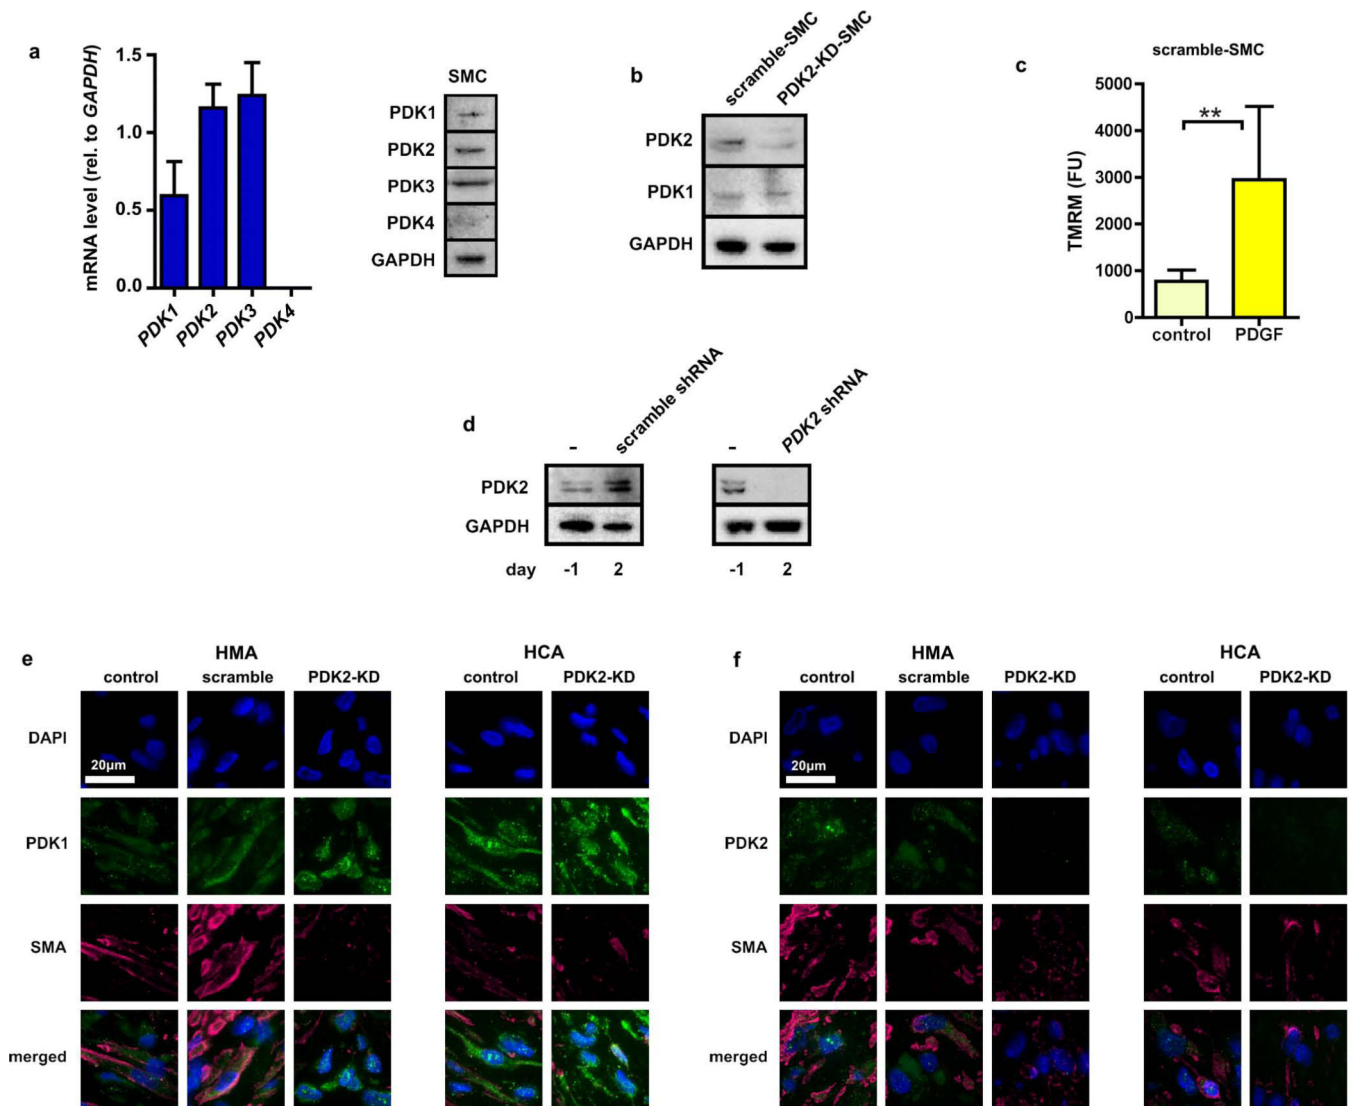 a
mRNA level (rel. to GAPDH)
1.5
1.0
0.5
0.0
PDK1
PDK2
PDK3
PDK4
SMC
PDK1
PDK2
PDK3
PDK4
GAPDH
b
scramble-SMC
PDK2-KD-SMC
PDK2
PDK1
GAPDH
c
scramble-SMC
TMRM (FU)
5000
4000
3000
2000
1000
0
**
control
PDGF
d
- scramble shRNA
- PDK2 shRNA
PDK2
GAPDH
day -1 2 -1 2
e
HMA HCA
control scramble PDK2-KD control PDK2-KD
DAPI
20µm
PDK1
SMA
merged
f
HMA HCA
control scramble PDK2-KD control PDK2-KD
DAPI
20µm
PDK2
SMA
merged